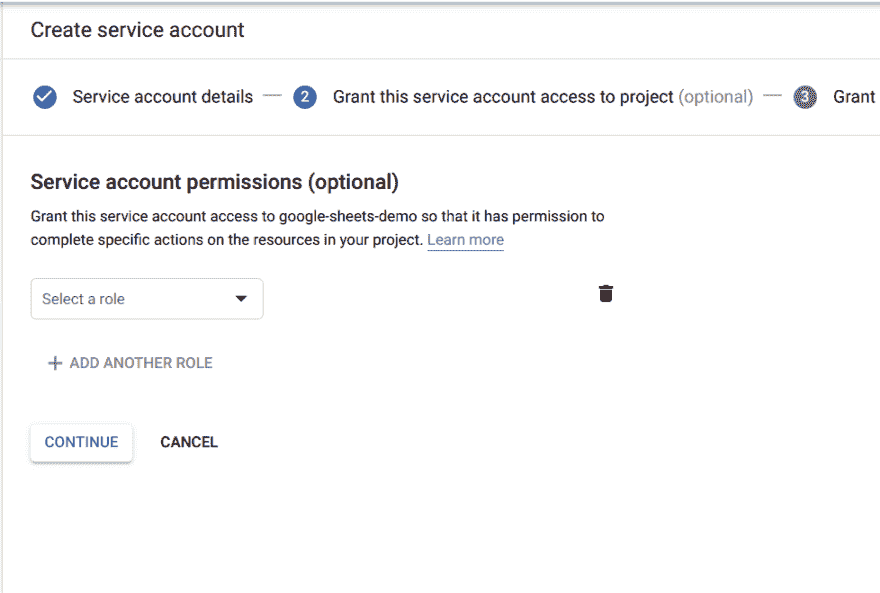 Create service account
Service account details
2 Grant this service account access to project (optional)
3 Grant
Service account permissions (optional)
Grant this service account access to google-sheets-demo so that it has permission to
complete specific actions on the resources in your project. Learn more
Select a role
ADD ANOTHER ROLE
CONTINUE CANCEL